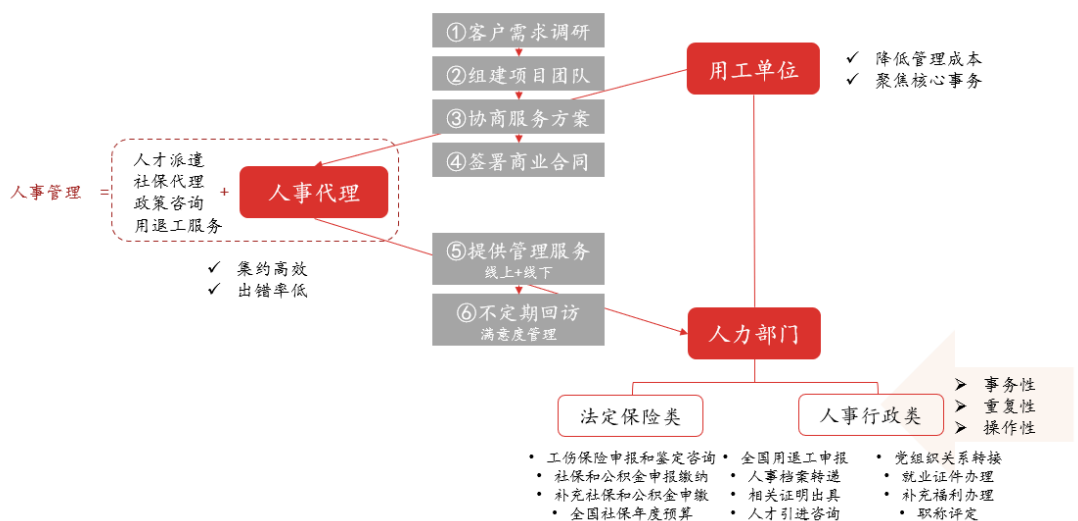 ①客户需求调研
②组建项目团队
③协商服务方案
④签署商业合同
用工单位
✓ 降低管理成本
✓ 聚焦核心事务
人事管理 =
人才派遣
社保代理
政策咨询
用退工服务
+
人事代理
✓ 集约高效
✓ 出错率低
⑤提供管理服务
线上+线下
⑥不定期回访
满意度管理
人力部门
法定保险类
人事行政类
➤ 事务性
➤ 重复性
➤ 操作性
• 工伤保险申报和鉴定咨询
• 社保和公积金申报缴纳
• 补充社保和公积金申缴
• 全国社保年度预算
• 全国用退工申报
• 人事档案转递
• 相关证明出具
• 人才引进咨询
• 党组织关系转接
• 就业证件办理
• 补充福利办理
• 职称评定